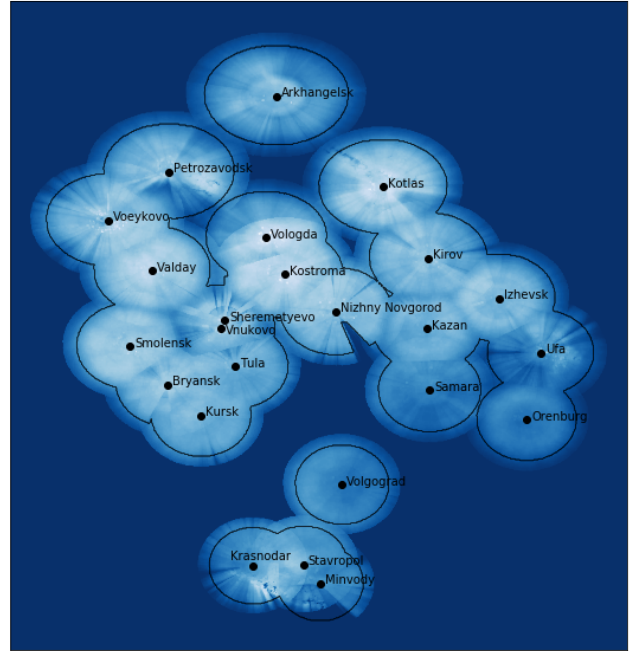 Arkhangelsk
Petrozavodsk
Kotlas
Voeykovo
Vologda
Kirov
Valday
Kostroma
Izhevsk
Nizhny Novgorod
Sheremetyevo
Vnukovo
Kazan
Smolensk
Ufa
Tula
Bryansk
Samara
Kursk
Orenburg
Volgograd
Krasnodar
Stavropol
Minvody